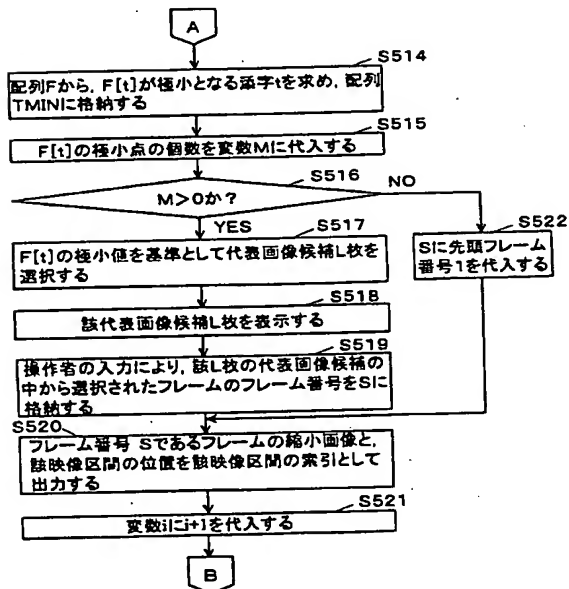 A
S514
配列Fから,F[t]が極小となる添字tを求め,配列
TMINに格納する
S515
F[t]の極小点の個数を変数Mに代入する
S516
M>0か?
NO
YES
S517
F[t]の極小値を基準として代表画像候補L枚を
選択する
S522
Sに先頭フレーム
番号1を代入する
S518
該代表画像候補L枚を表示する
S519
操作者の入力により,該L枚の代表画像候補の
中から選択されたフレームのフレーム番号をSに
格納する
S520
フレーム番号 Sであるフレームの縮小画像と,
該映像区間の位置を該映像区間の索引として
出力する
S521
変数iにi+1を代入する
B